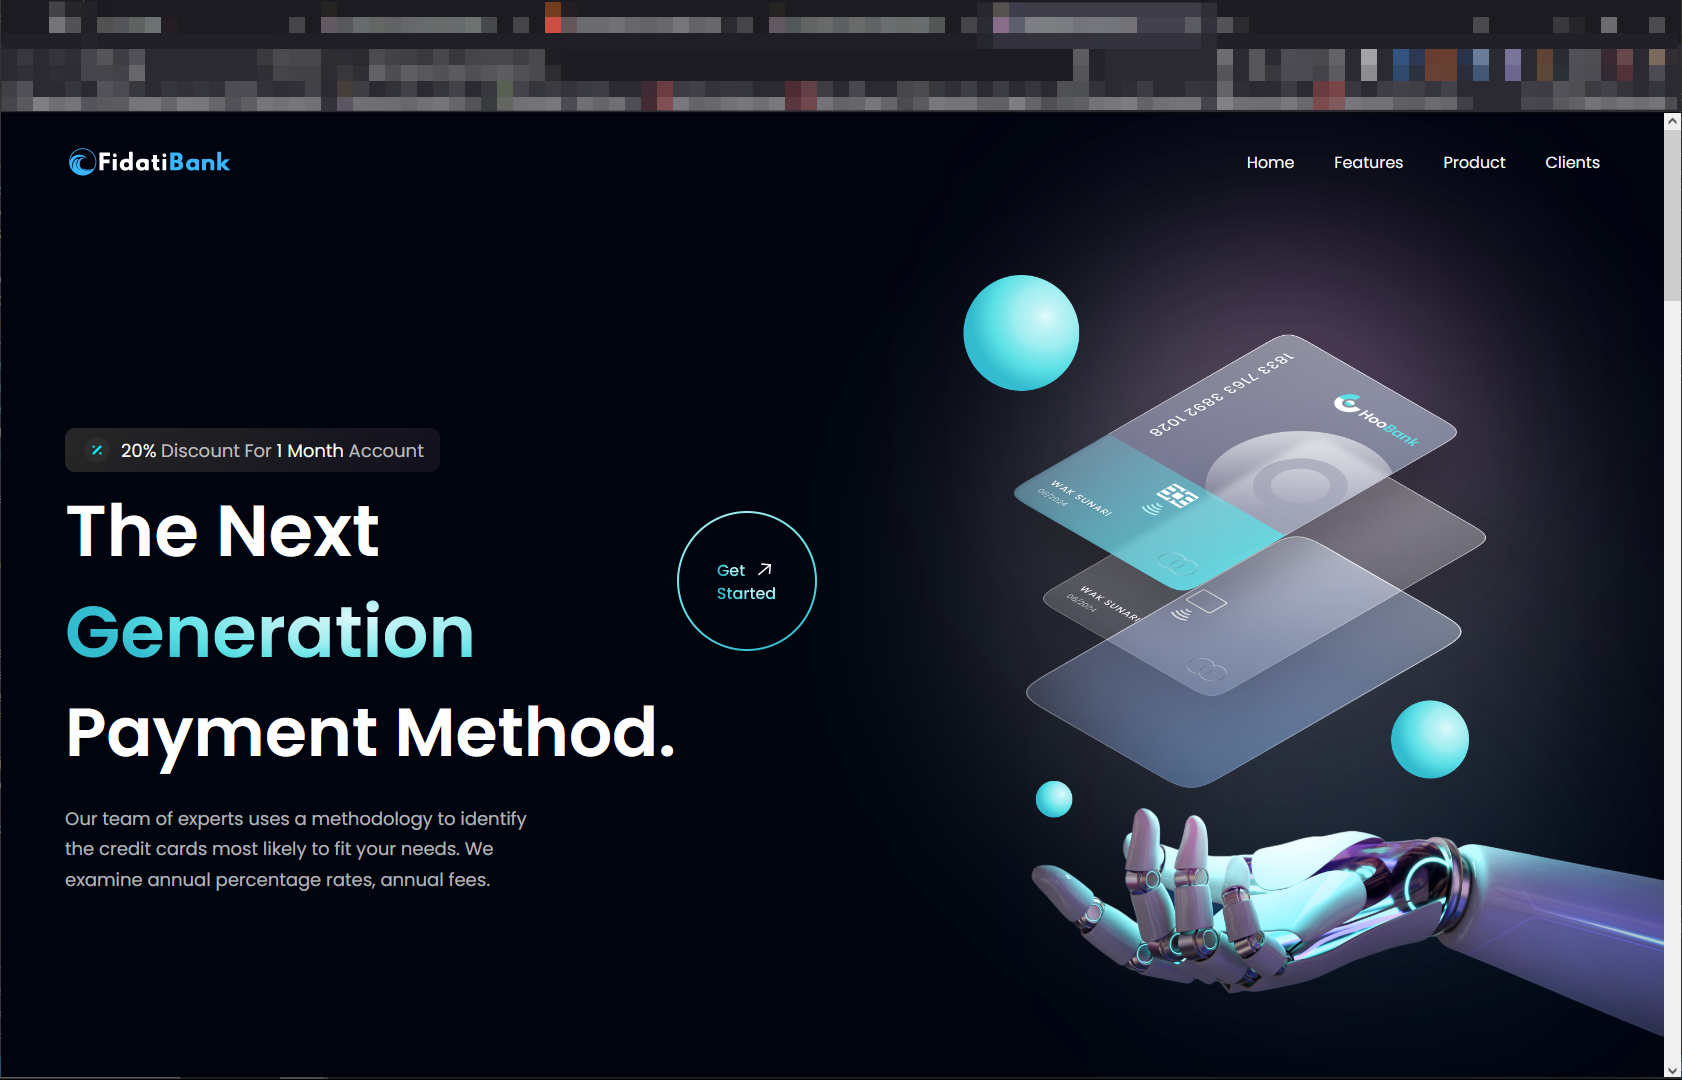 FidatiBank
Home Features Product Clients
20% Discount For 1 Month Account
The Next
Generation
Payment Method.
Get
Started
Our team of experts uses a methodology to identify
the credit cards most likely to fit your needs. We
examine annual percentage rates, annual fees.
1833 7163 3892 1028
HooBank
WAK SUNARI
06/2024
WAK SUNARI
06/2024